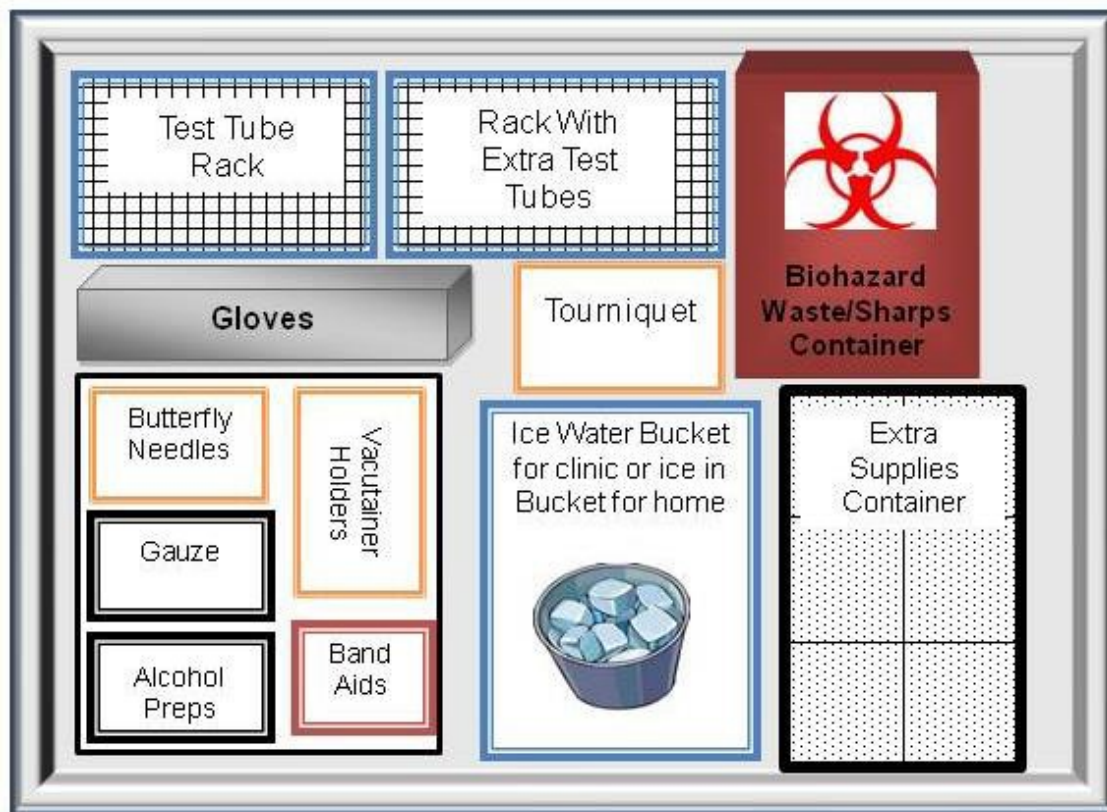 Test Tube
Rack
Rack With
Extra Test
Tubes
Biohazard
Waste/Sharps
Container
Gloves
Tourniquet
Butterfly
Needles
Vacutainer
Holders
Gauze
Alcohol
Preps
Band
Aids
Ice Water Bucket
for clinic or ice in
Bucket for home
Extra
Supplies
Container